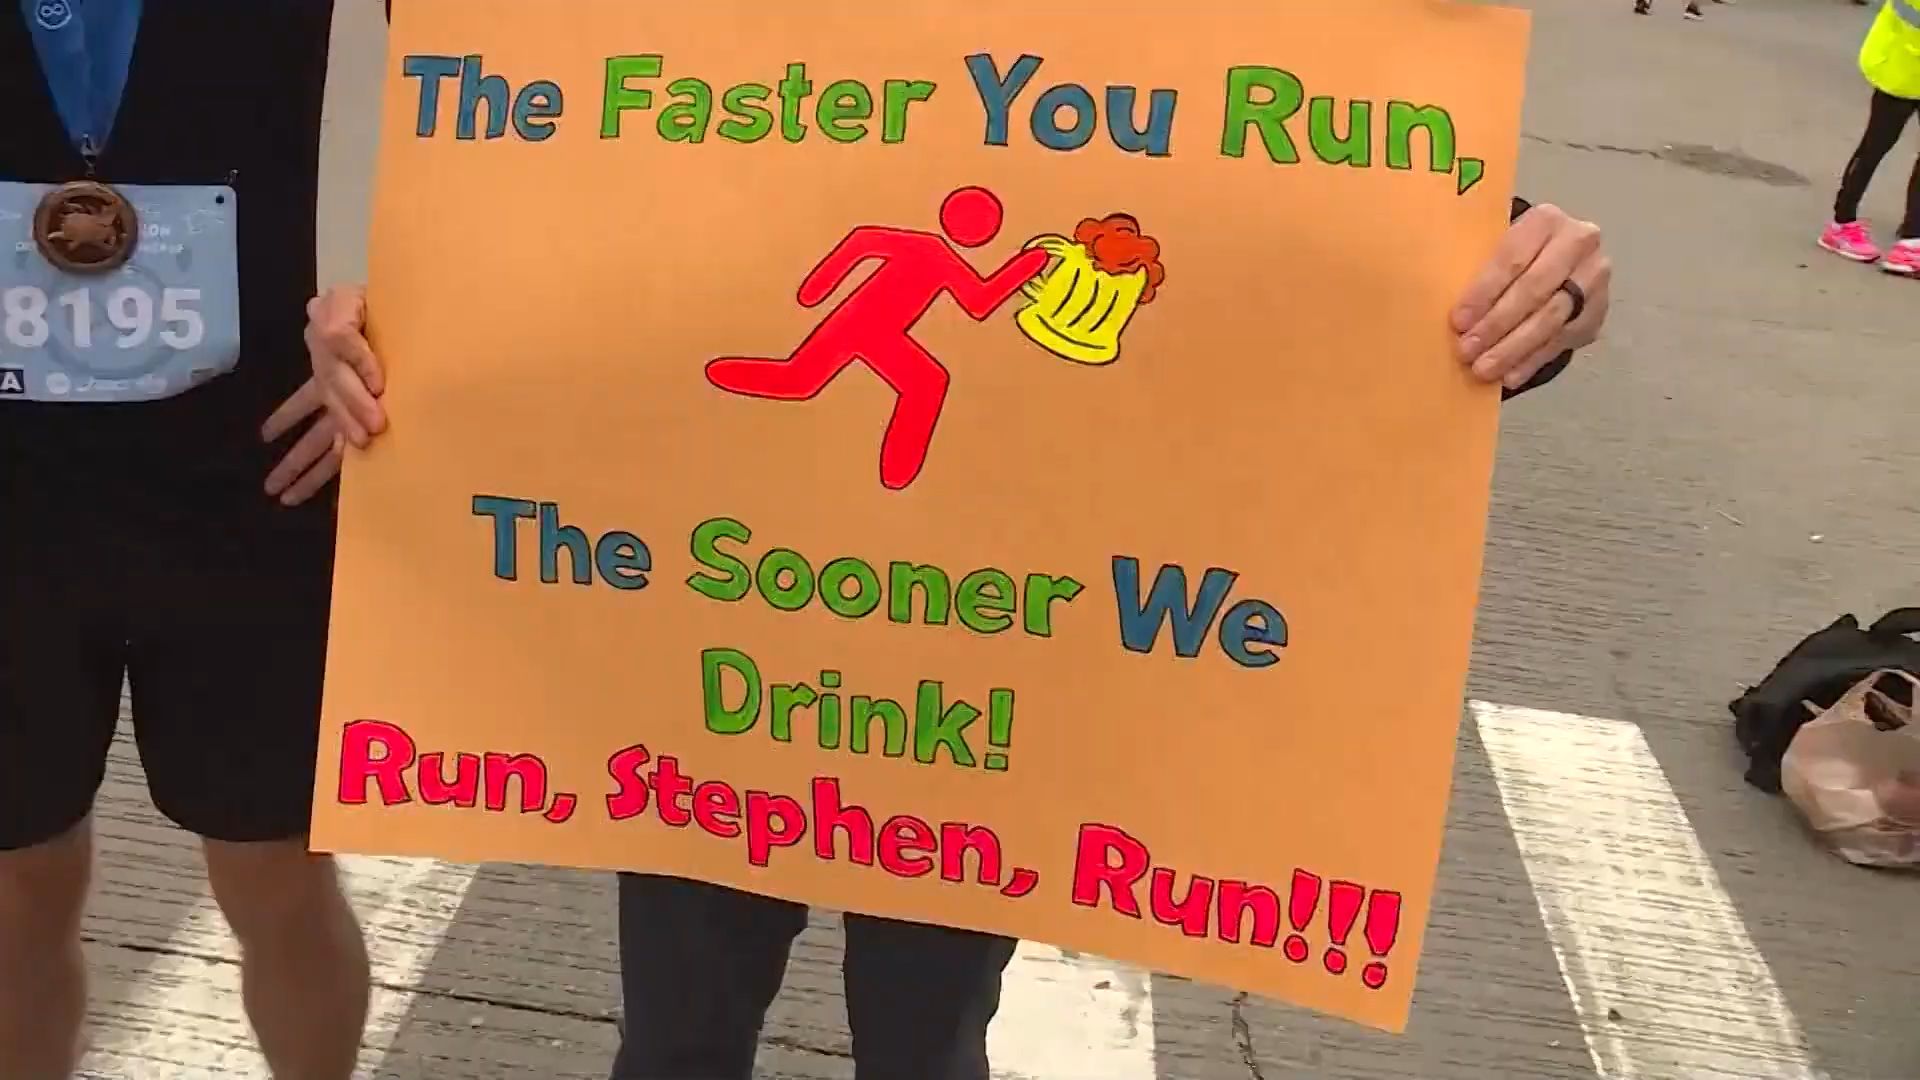 The Faster You Run,
The Sooner We
Drink!
Run, Stephen, Run!!!
8195